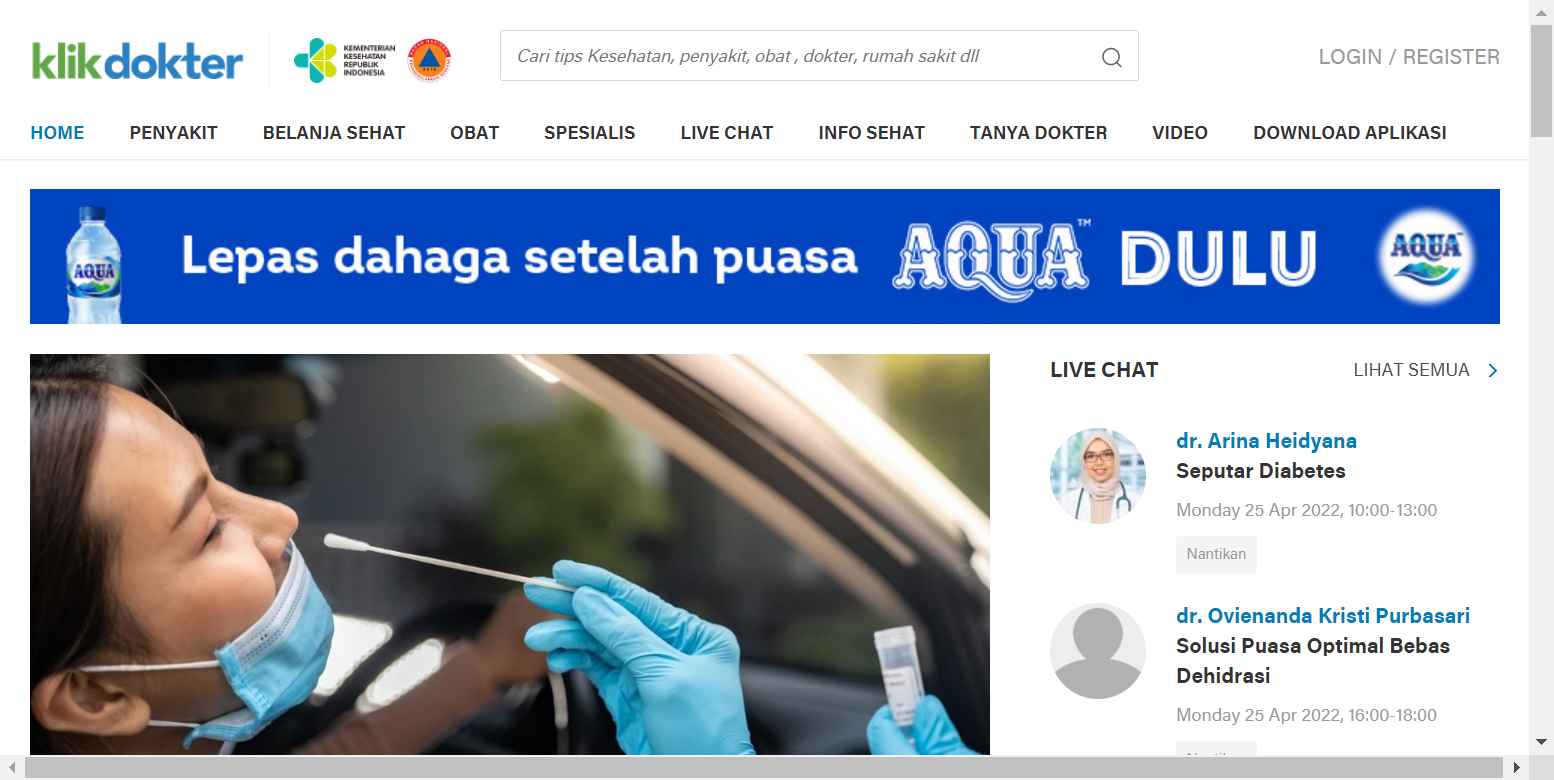 klikdokter
KEMENTERIAN
KESEHATAN
REPUBLIK
INDONESIA
Cari tips Kesehatan, penyakit, obat , dokter, rumah sakit dll
LOGIN / REGISTER
HOME PENYAKIT BELANJA SEHAT OBAT SPESIALIS LIVE CHAT INFO SEHAT TANYA DOKTER VIDEO DOWNLOAD APLIKASI
AQUA
Lepas dahaga setelah puasa AQUA™ DULU
AQUA
LIVE CHAT
LIHAT SEMUA
dr. Arina Heidyana
Seputar Diabetes
Monday 25 Apr 2022, 10:00-13:00
Nantikan
dr. Ovienanda Kristi Purbasari
Solusi Puasa Optimal Bebas
Dehidrasi
Monday 25 Apr 2022, 16:00-18:00